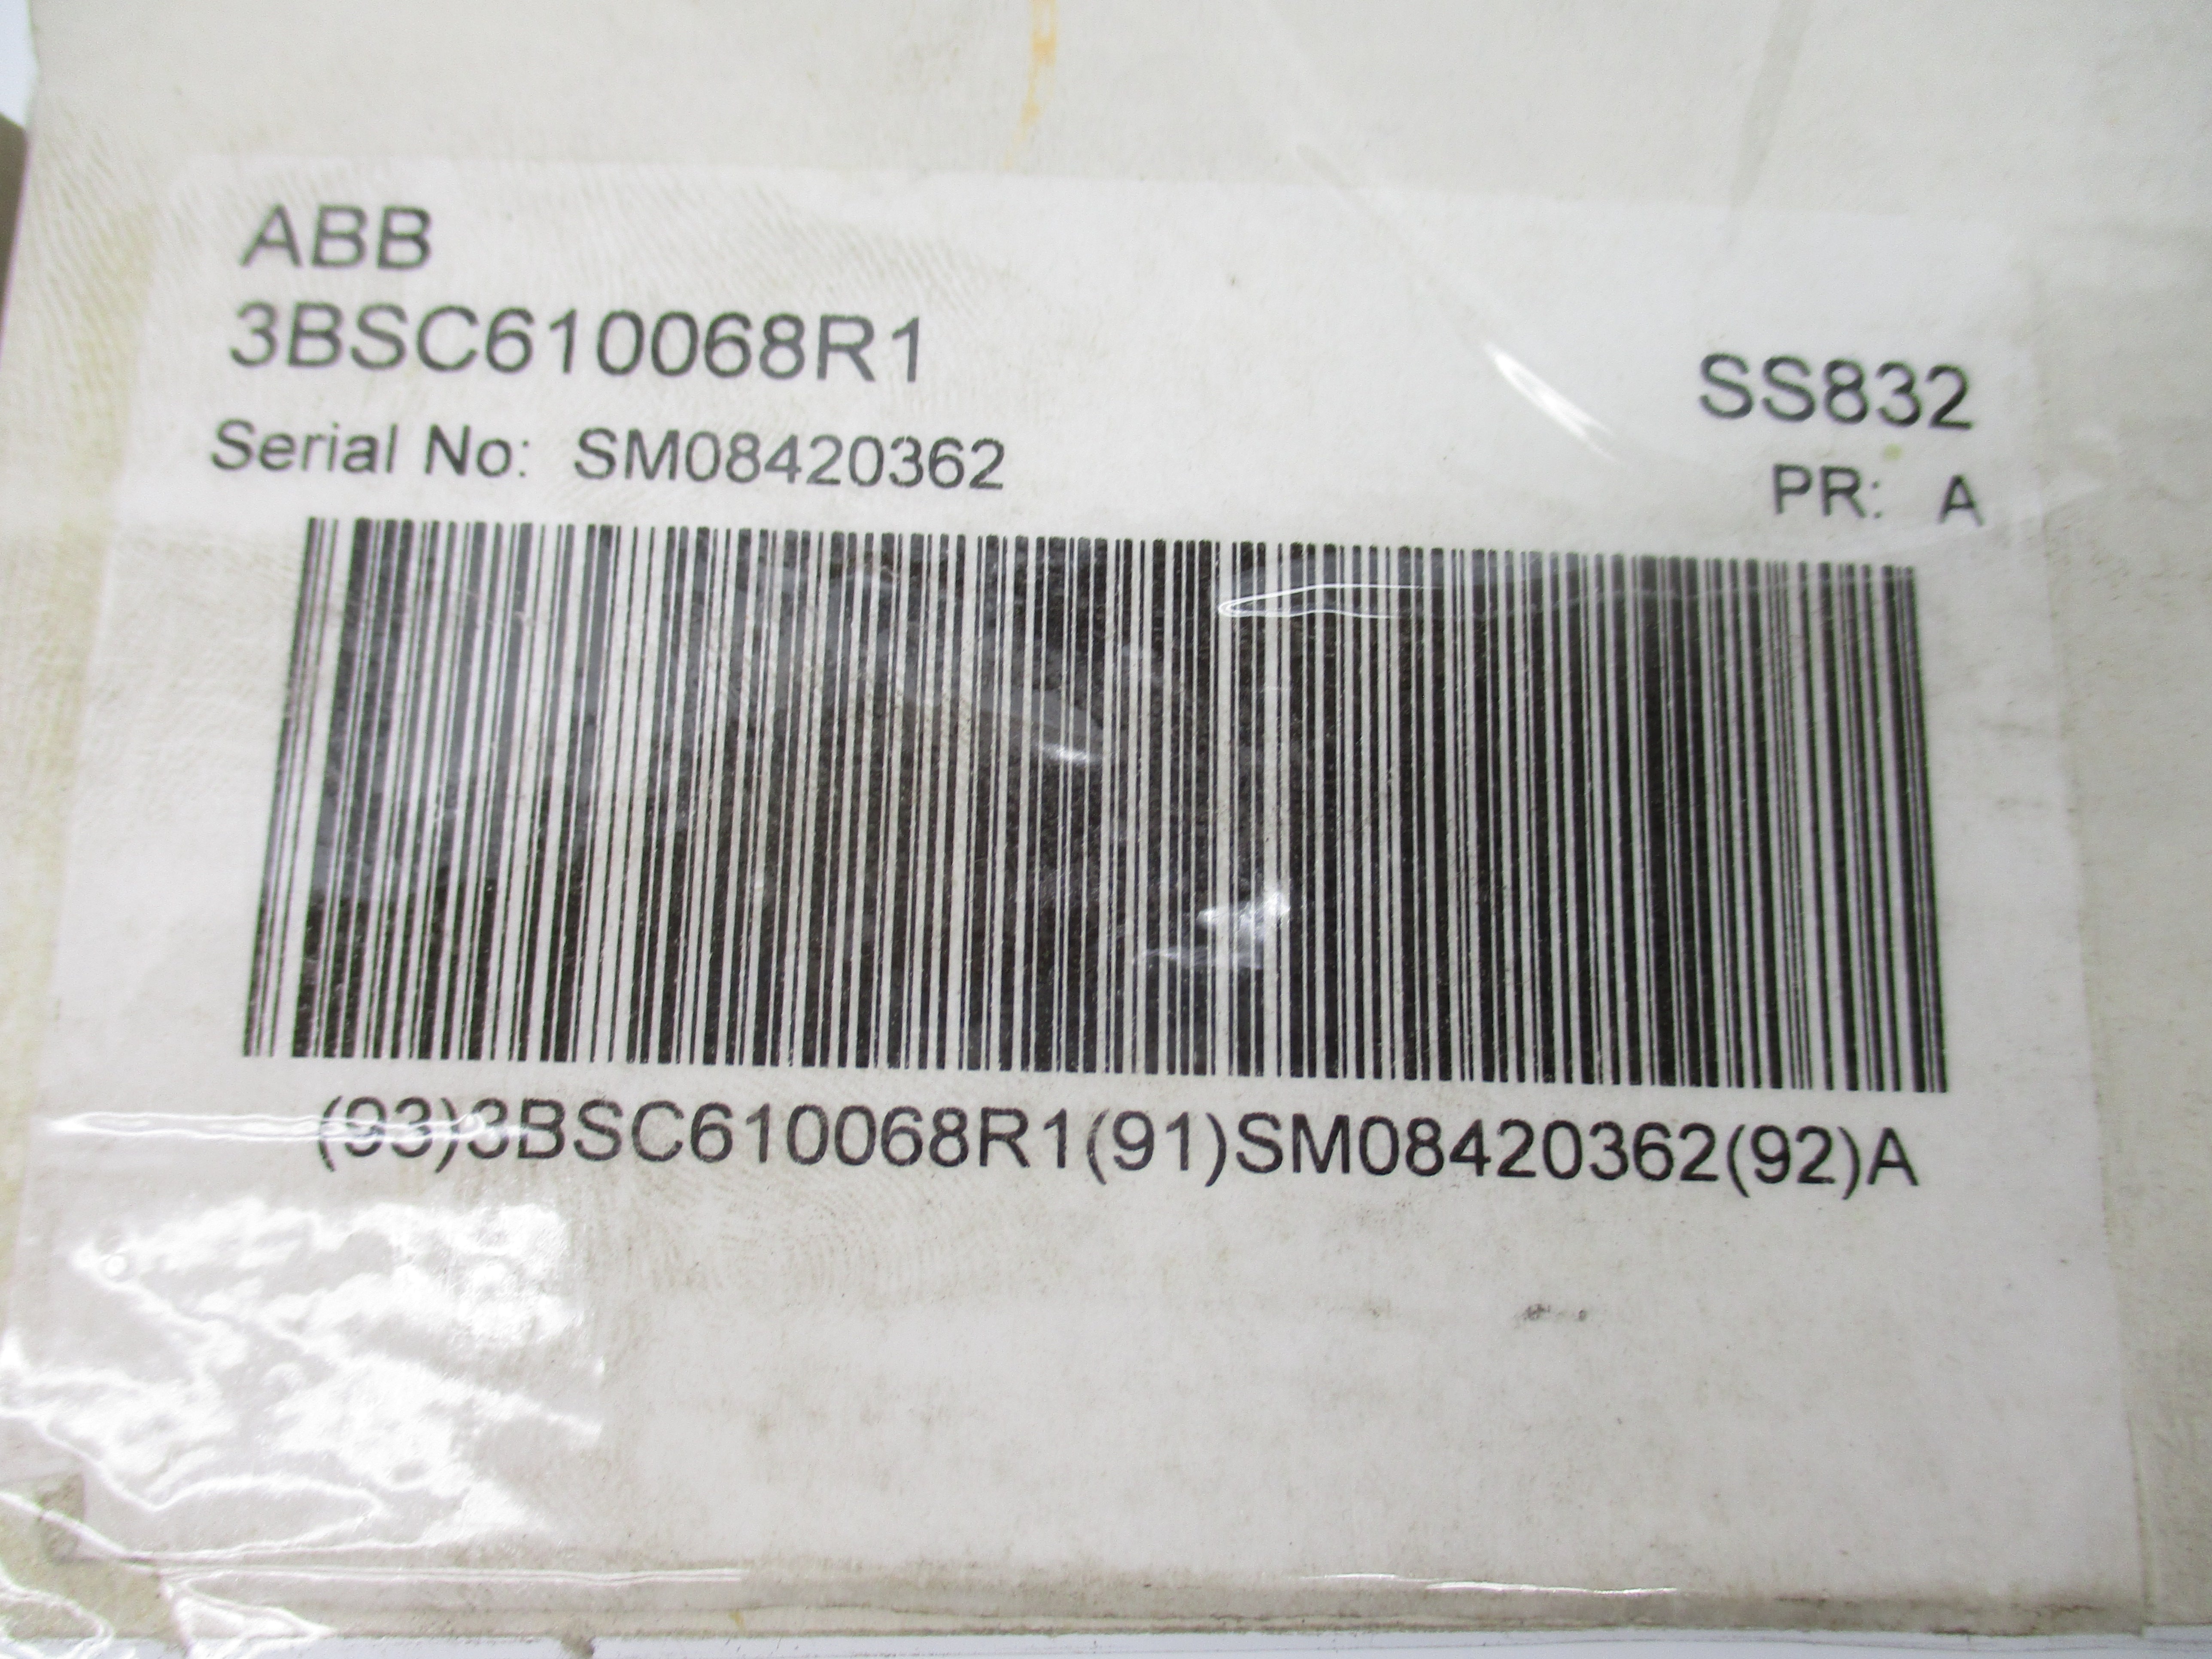 ABB
3BSC610068R1
SS832
Serial No: SM08420362
PR: A
(93)3BSC610068R1(91)SM08420362(92)A